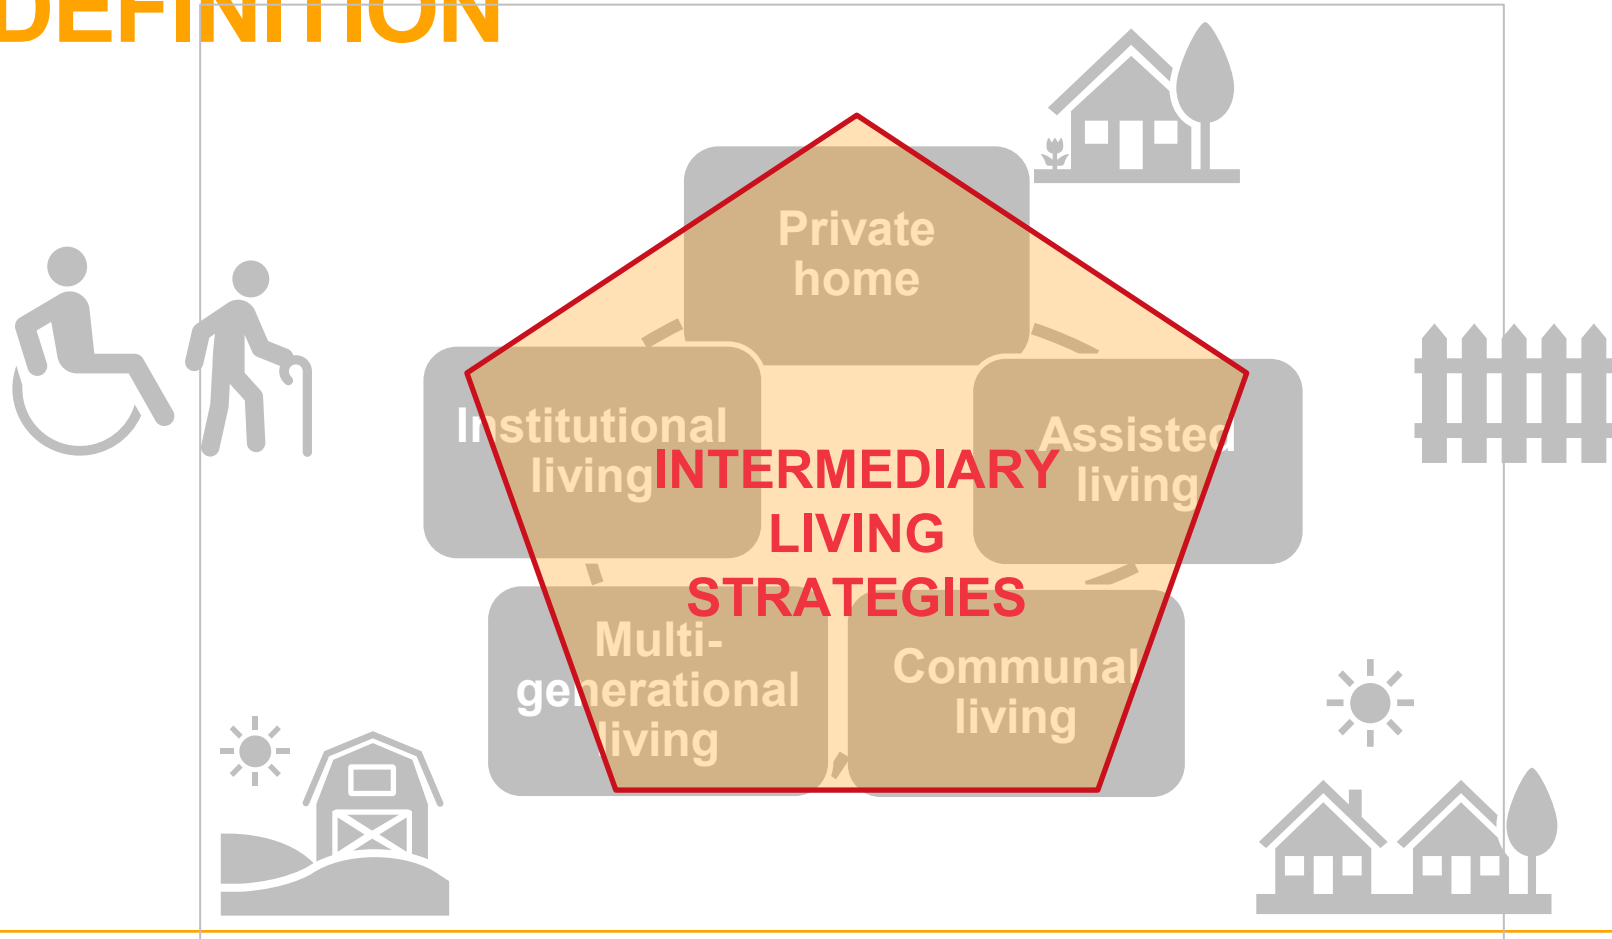 DEFINITION
Private
home
Institutional
living
Assisted
living
INTERMEDIARY
LIVING
STRATEGIES
Multi-
generational
living
Communal
living